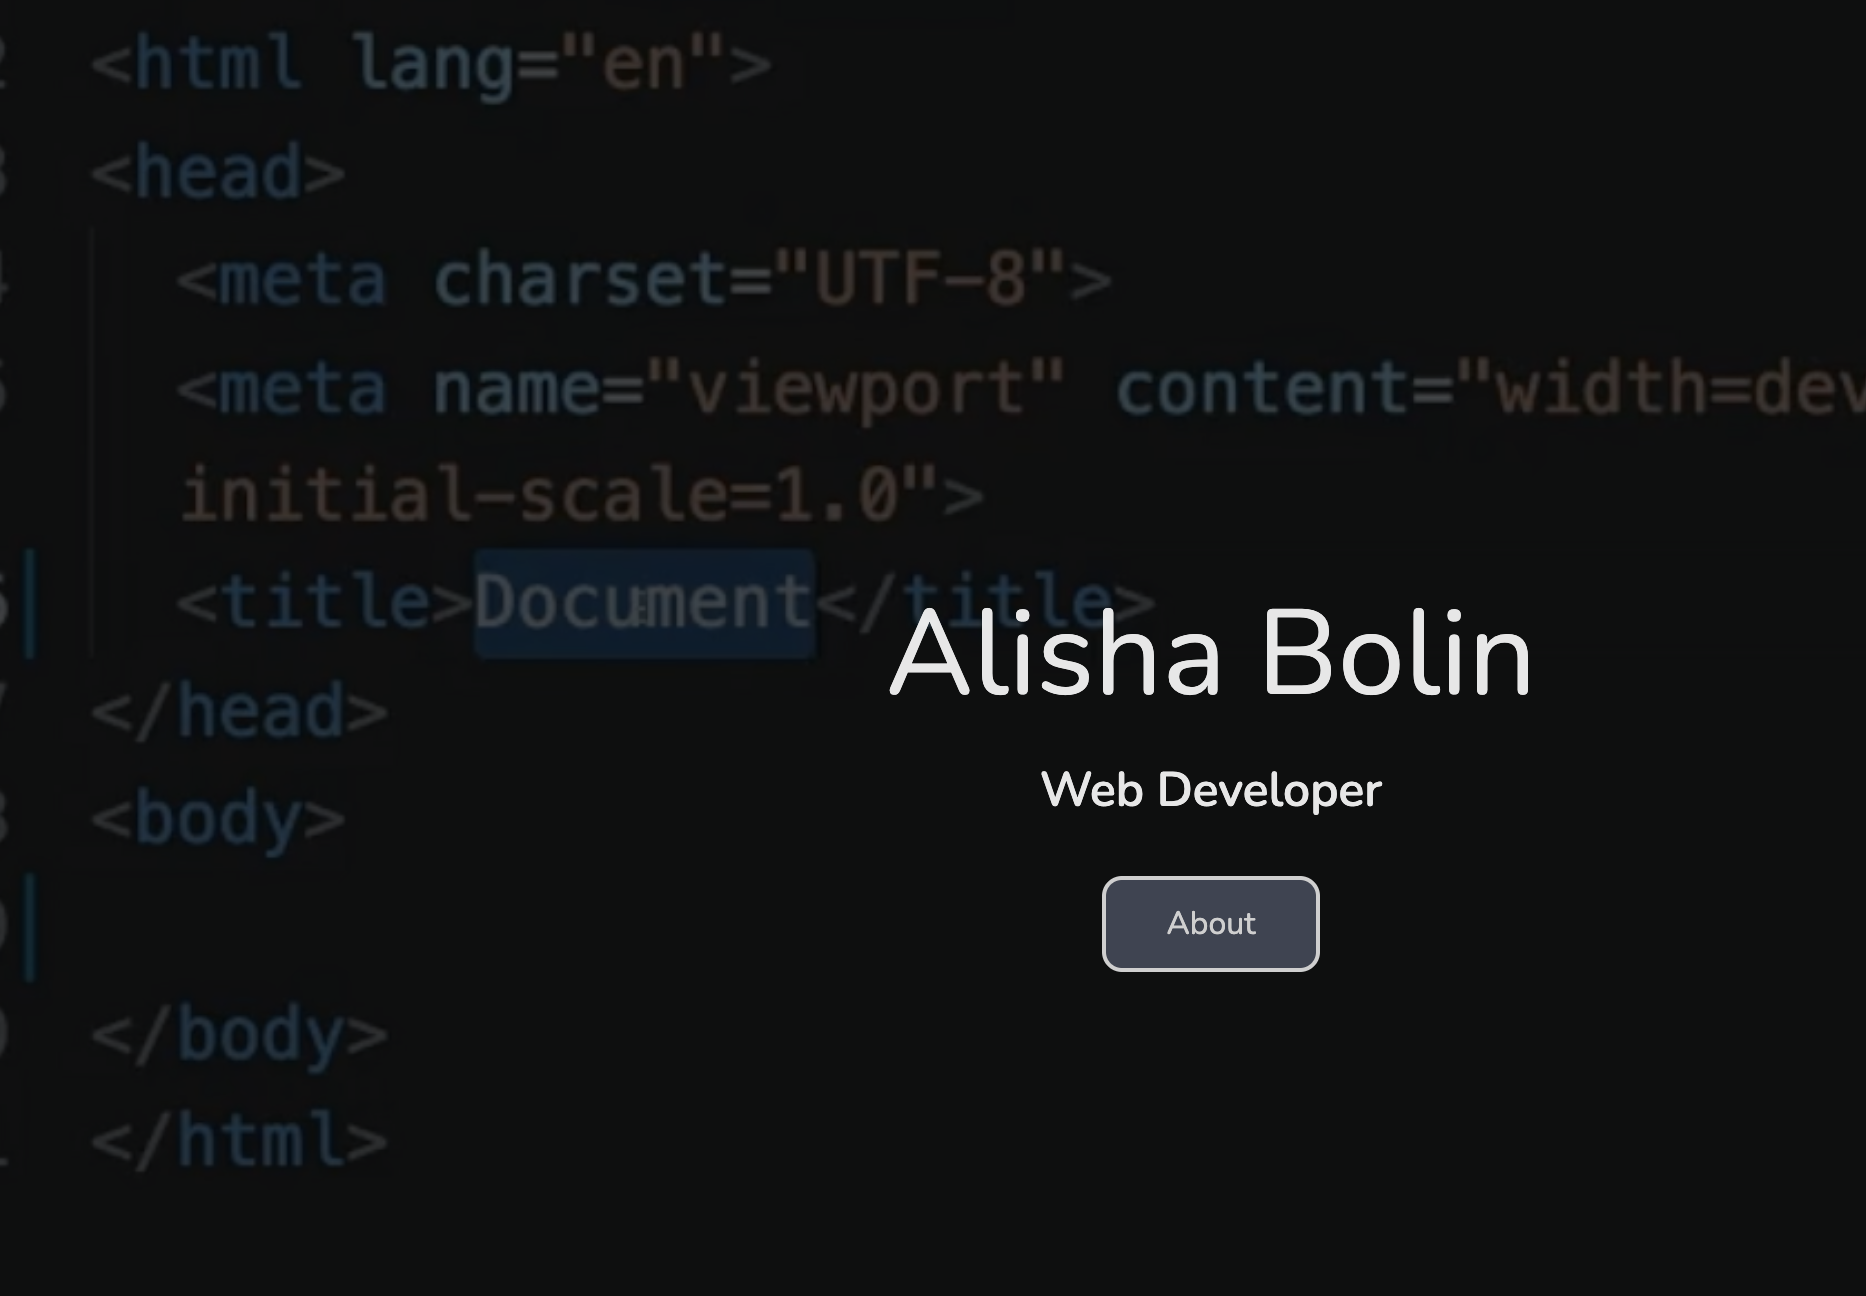 <html lang="en">
<head>
<meta charset="UTF-8">
<meta name="viewport" content="width=dev
initial-scale=1.0">
<title>Document</title>
</head>
<body>
</body>
</html>
Alisha Bolin
Web Developer
About